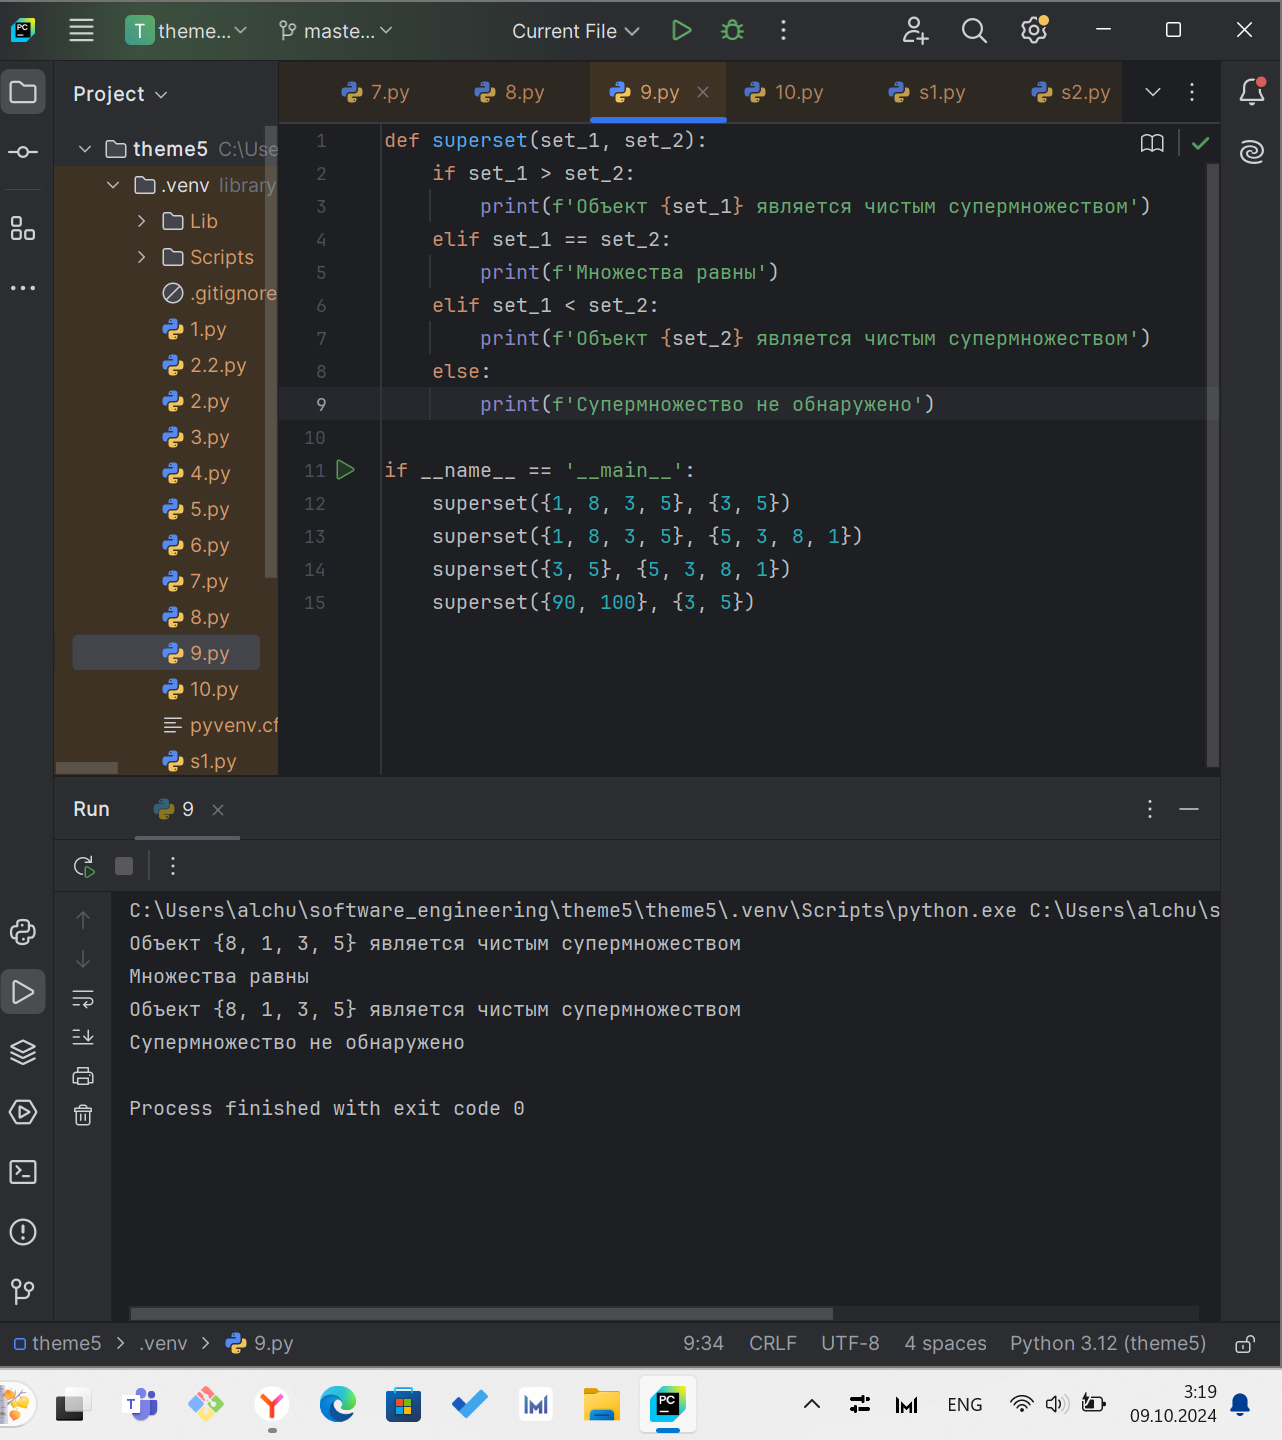 T theme... maste... Current File
Project
7.py 8.py 9.py 10.py s1.py s2.py
theme5 C:\Use
.venv library
Lib
Scripts
.gitignore
1.py
2.2.py
2.py
3.py
4.py
5.py
6.py
7.py
8.py
9.py
10.py
pyvenv.cf
s1.py
1 def superset(set_1, set_2):
2 if set_1 > set_2:
3 print(f'Объект {set_1} является чистым супермножеством')
4 elif set_1 == set_2:
5 print(f'Множества равны')
6 elif set_1 < set_2:
7 print(f'Объект {set_2} является чистым супермножеством')
8 else:
9 print(f'Супермножество не обнаружено')
10
11 if __name__ == '__main__':
12 superset({1, 8, 3, 5}, {3, 5})
13 superset({1, 8, 3, 5}, {5, 3, 8, 1})
14 superset({3, 5}, {5, 3, 8, 1})
15 superset({90, 100}, {3, 5})
Run 9
C:\Users\alchu\software_engineering\theme5\theme5\.venv\Scripts\python.exe C:\Users\alchu\s
Объект {8, 1, 3, 5} является чистым супермножеством
Множества равны
Объект {8, 1, 3, 5} является чистым супермножеством
Супермножество не обнаружено
Process finished with exit code 0
theme5 > .venv > 9.py 9:34 CRLF UTF-8 4 spaces Python 3.12 (theme5)
ENG 3:19
09.10.2024